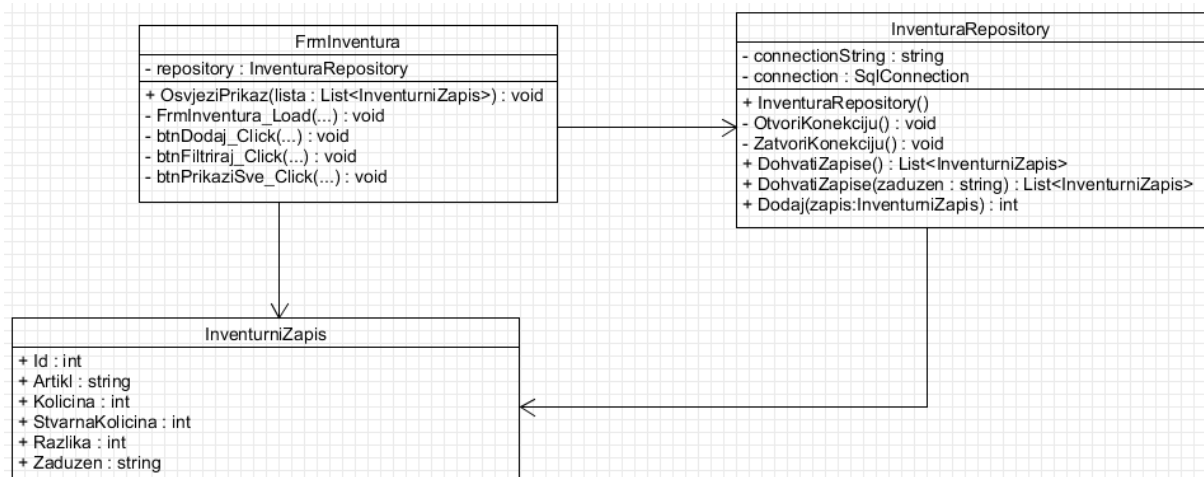 FrmInventura
- repository : InventuraRepository
+ OsvjeziPrikaz(lista : List<InventurniZapis>) : void
- FrmInventura_Load(...) : void
- btnDodaj_Click(...) : void
- btnFiltriraj_Click(...) : void
- btnPrikaziSve_Click(...) : void
InventuraRepository
- connectionString : string
- connection : SqlConnection
+ InventuraRepository()
- OtvoriKonekciju() : void
- ZatvoriKonekciju() : void
+ DohvatiZapise() : List<InventurniZapis>
+ DohvatiZapise(zaduzen : string) : List<InventurniZapis>
+ Dodaj(zapis:InventurniZapis) : int
InventurniZapis
+ Id : int
+ Artikl : string
+ Kolicina : int
+ StvarnaKolicina : int
+ Razlika : int
+ Zaduzen : string